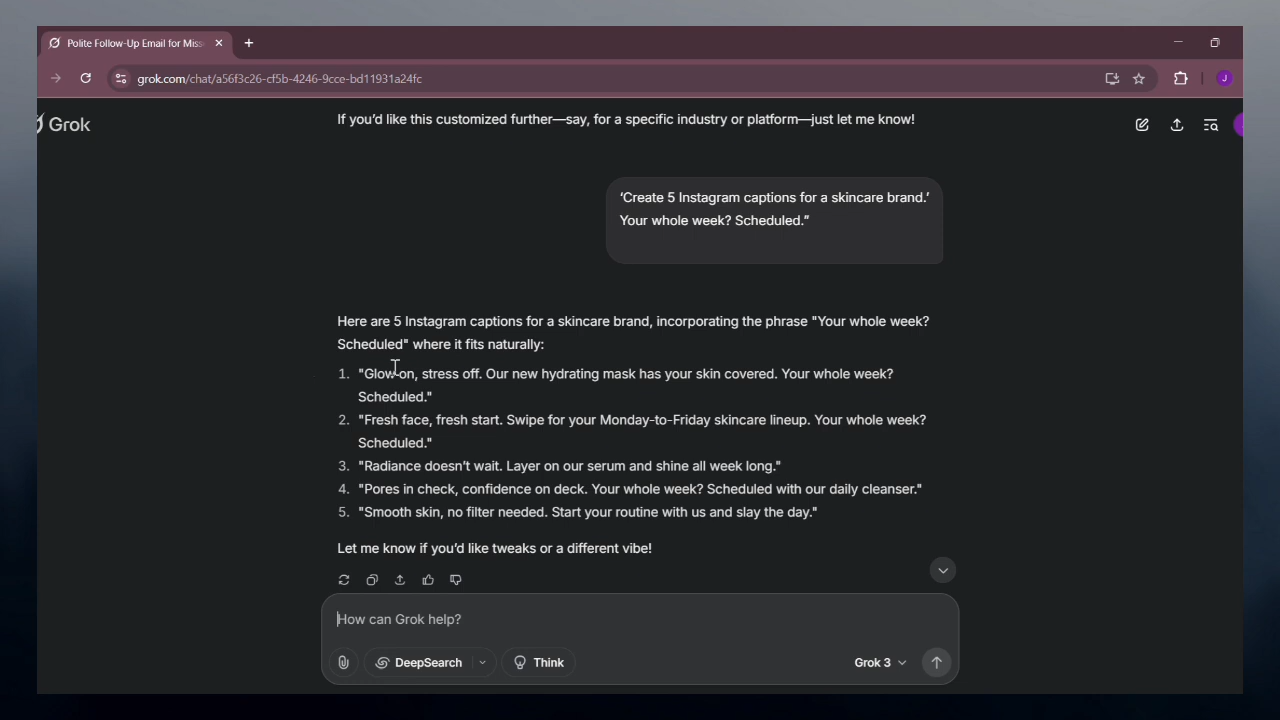 Polite Follow-Up Email for Miss
grok.com/chat/a56f3c26-cf5b-4246-9cce-bd11931a24fc
J
Grok
If you’d like this customized further—say, for a specific industry or platform—just let me know!
‘Create 5 Instagram captions for a skincare brand.’
Your whole week? Scheduled.”
Here are 5 Instagram captions for a skincare brand, incorporating the phrase "Your whole week?
Scheduled" where it fits naturally:
1. "Glow on, stress off. Our new hydrating mask has your skin covered. Your whole week?
Scheduled."
2. "Fresh face, fresh start. Swipe for your Monday-to-Friday skincare lineup. Your whole week?
Scheduled."
3. "Radiance doesn’t wait. Layer on our serum and shine all week long."
4. "Pores in check, confidence on deck. Your whole week? Scheduled with our daily cleanser."
5. "Smooth skin, no filter needed. Start your routine with us and slay the day."
Let me know if you’d like tweaks or a different vibe!
How can Grok help?
DeepSearch
Think
Grok 3